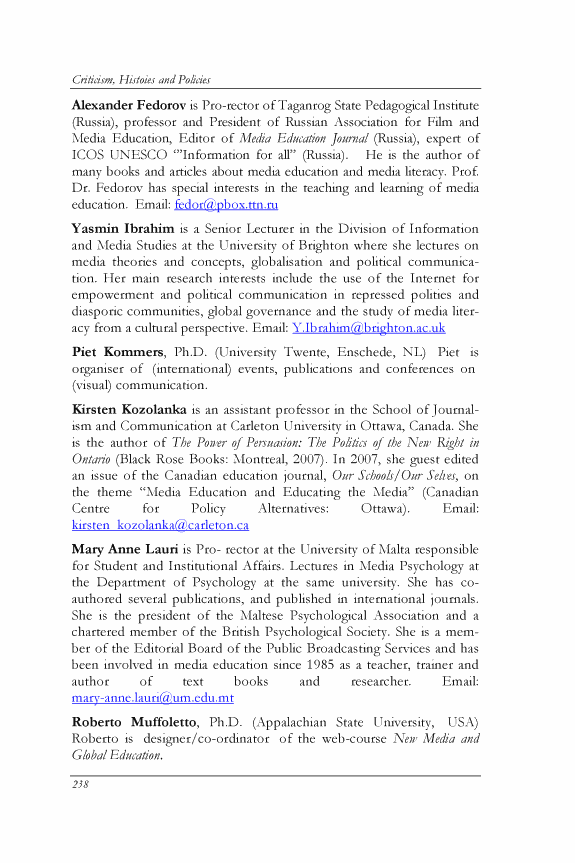 Criticism, Histoies and Policies
Alexander Fedorov is Pro-rector of Taganrog State Pedagogical Institute
(Russia), professor and President of Russian Association for Film and
Media Education, Editor of Media Education Journal (Russia), expert of
ICOS UNESCO ‘”Information for all” (Russia). He is the author of
many books and articles about media education and media literacy. Prof.
Dr. Fedorov has special interests in the teaching and learning of media
education. Email: fedor@pbox.ttn.ru
Yasmin Ibrahim is a Senior Lecturer in the Division of Information
and Media Studies at the University of Brighton where she lectures on
media theories and concepts, globalisation and political communica-
tion. Her main research interests include the use of the Internet for
empowerment and political communication in repressed polities and
diasporic communities, global governance and the study of media liter-
acy from a cultural perspective. Email: Y.Ibrahim@brighton.ac.uk
Piet Kommers, Ph.D. (University Twente, Enschede, NL) Piet is
organiser of (international) events, publications and conferences on
(visual) communication.
Kirsten Kozolanka is an assistant professor in the School of Journal-
ism and Communication at Carleton University in Ottawa, Canada. She
is the author of The Power of Persuasion: The Politics of the New Right in
Ontario (Black Rose Books: Montreal, 2007). In 2007, she guest edited
an issue of the Canadian education journal, Our Schools/Our Selves, on
the theme “Media Education and Educating the Media” (Canadian
Centre for Policy Alternatives: Ottawa). Email:
kirsten_kozolanka@carleton.ca
Mary Anne Lauri is Pro- rector at the University of Malta responsible
for Student and Institutional Affairs. Lectures in Media Psychology at
the Department of Psychology at the same university. She has co-
authored several publications, and published in international journals.
She is the president of the Maltese Psychological Association and a
chartered member of the British Psychological Society. She is a mem-
ber of the Editorial Board of the Public Broadcasting Services and has
been involved in media education since 1985 as a teacher, trainer and
author of text books and researcher. Email:
mary-anne.lauri@um.edu.mt
Roberto Muffoletto, Ph.D. (Appalachian State University, USA)
Roberto is designer/co-ordinator of the web-course New Media and
Global Education.
238